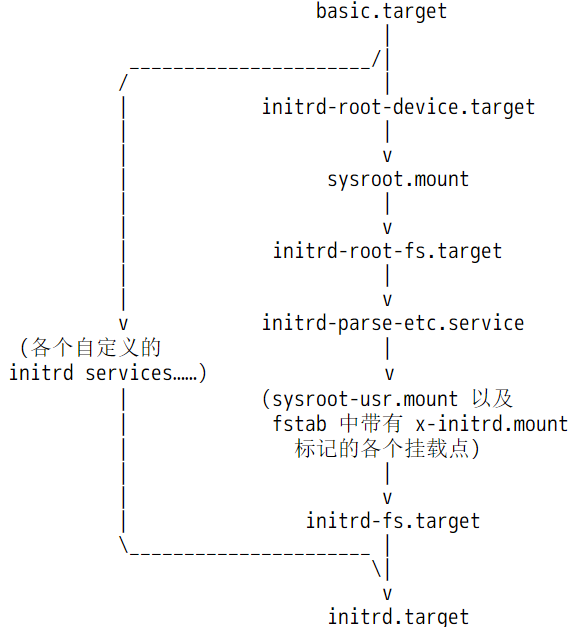 basic.target
initrd-root-device.target
sysroot.mount
initrd-root-fs.target
initrd-parse-etc.service
(各个自定义的
initrd services……)
(sysroot-usr.mount 以及
fstab 中带有 x-initrd.mount
标记的各个挂载点)
initrd-fs.target
initrd.target